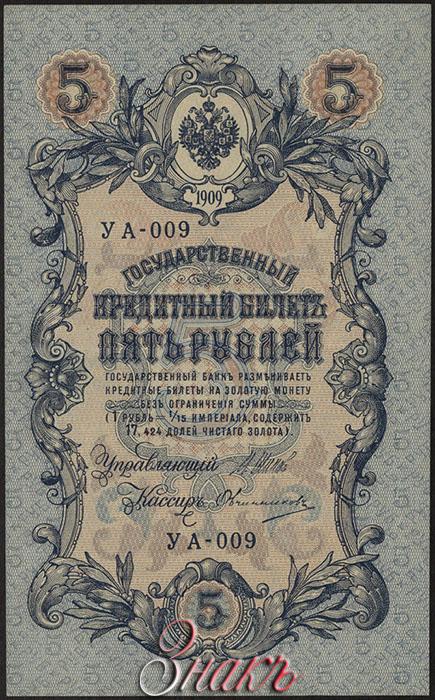 5 5
1909
УА-009
ГОСУДАРСТВЕННЫЙ
КРЕДИТНЫЙ БИЛЕТЪ
ПЯТЬ РУБЛЕЙ
ГОСУДАРСТВЕННЫЙ БАНКЪ РАЗМѢНИВАЕТЪ
КРЕДИТНЫЕ БИЛЕТЫ НА ЗОЛОТУЮ МОНЕТУ
БЕЗЪ ОГРАНИЧЕНІЯ СУММЫ
(1 РУБЛЬ = 1/15 ИМПЕРІАЛА, СОДЕРЖИТЪ
17,424 ДОЛЕЙ ЧИСТАГО ЗОЛОТА).
Управляющій
Кассиръ Овчинниковъ
УА-009
5
Знакъ